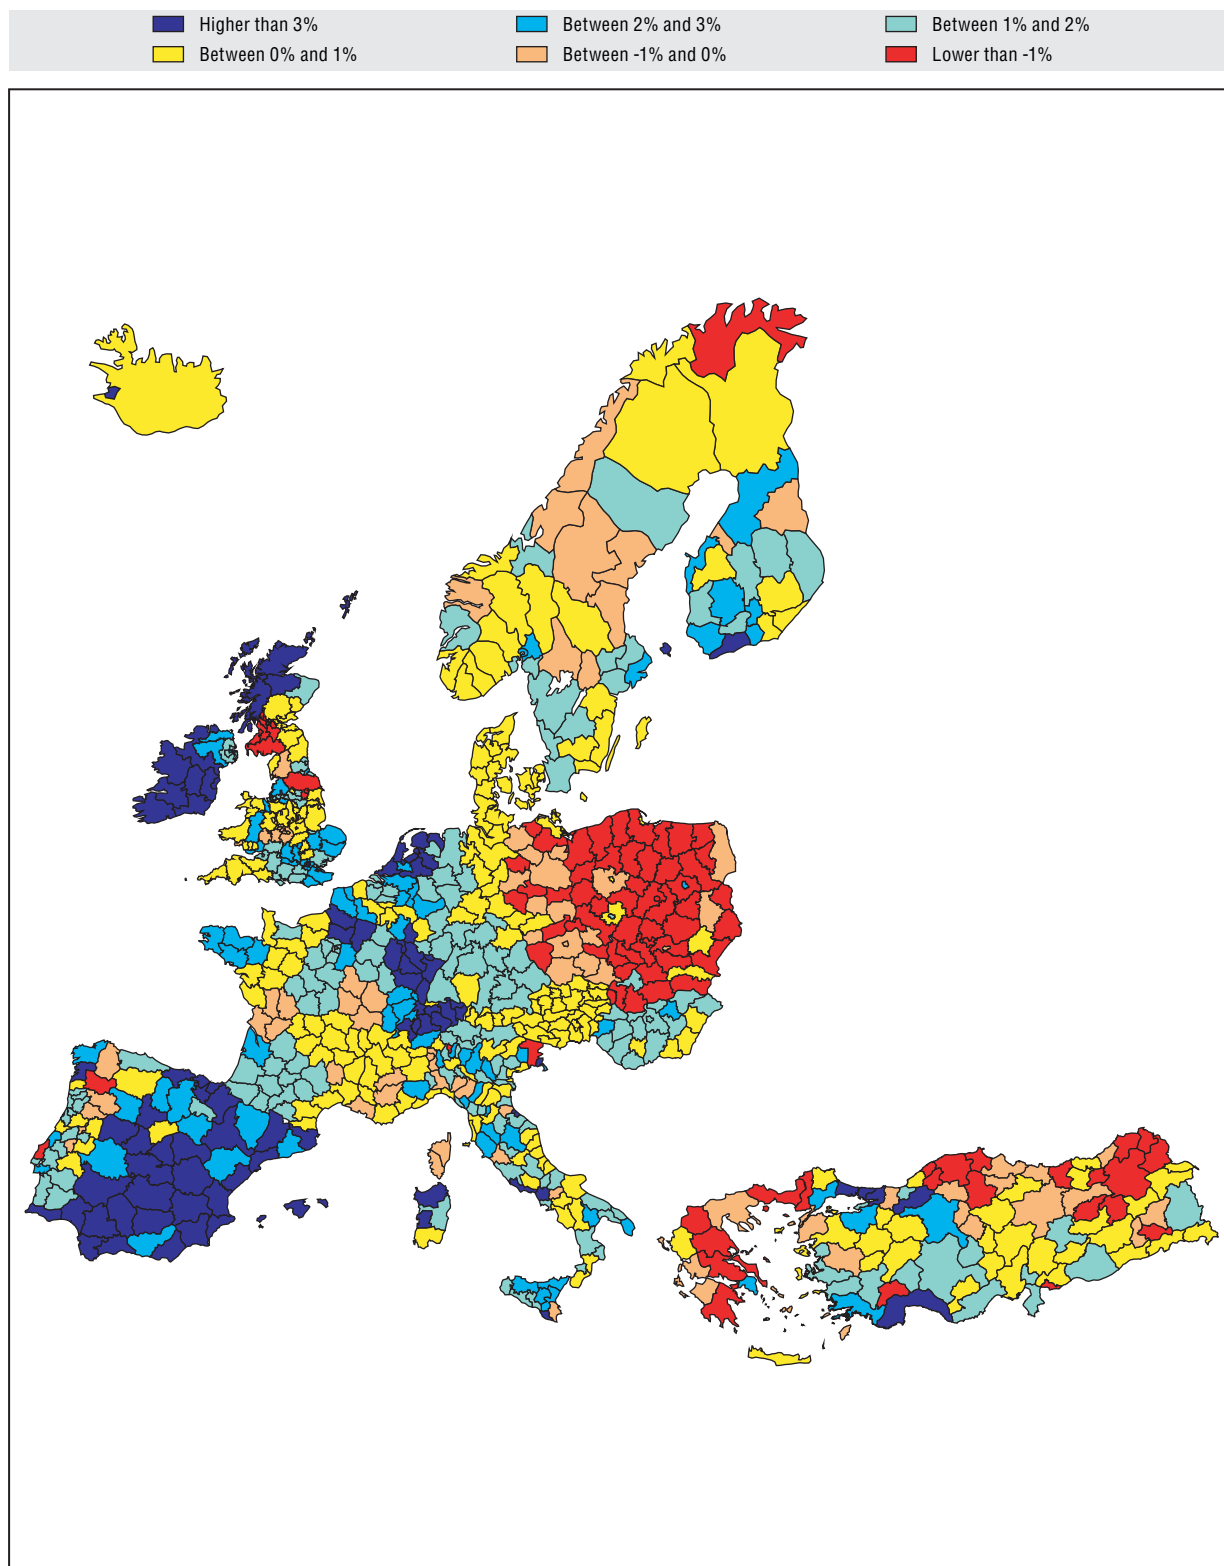 Higher than 3% Between 2% and 3% Between 1% and 2%
Between 0% and 1% Between -1% and 0% Lower than -1%